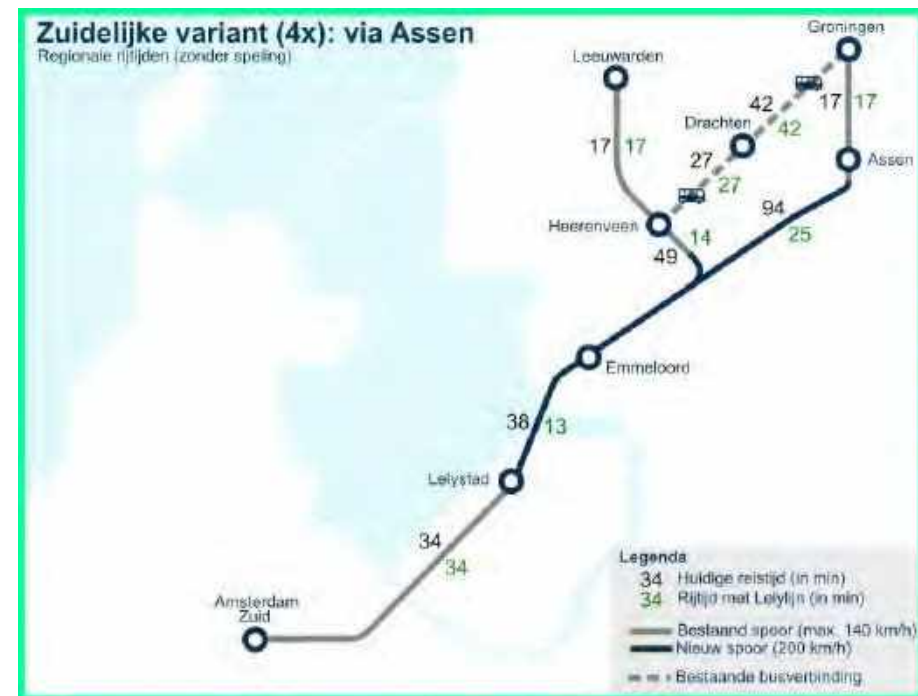 Zuidelijke variant (4x): via Assen
Regionale rijtijden (zonder speling)
Groningen
Leeuwarden
42
17
17
Drachten
42
17
17
27
Assen
27
94
Heerenveen
14
25
49
Emmeloord
38
13
Lelystad
34
34
Legenda
34 Huidige reistijd (in min)
34 Rijtijd met Lelylijn (in min)
Amsterdam
Zuid
Bestaand spoor (max. 140 km/h)
Nieuw spoor (200 km/h)
Bestaande busverbinding